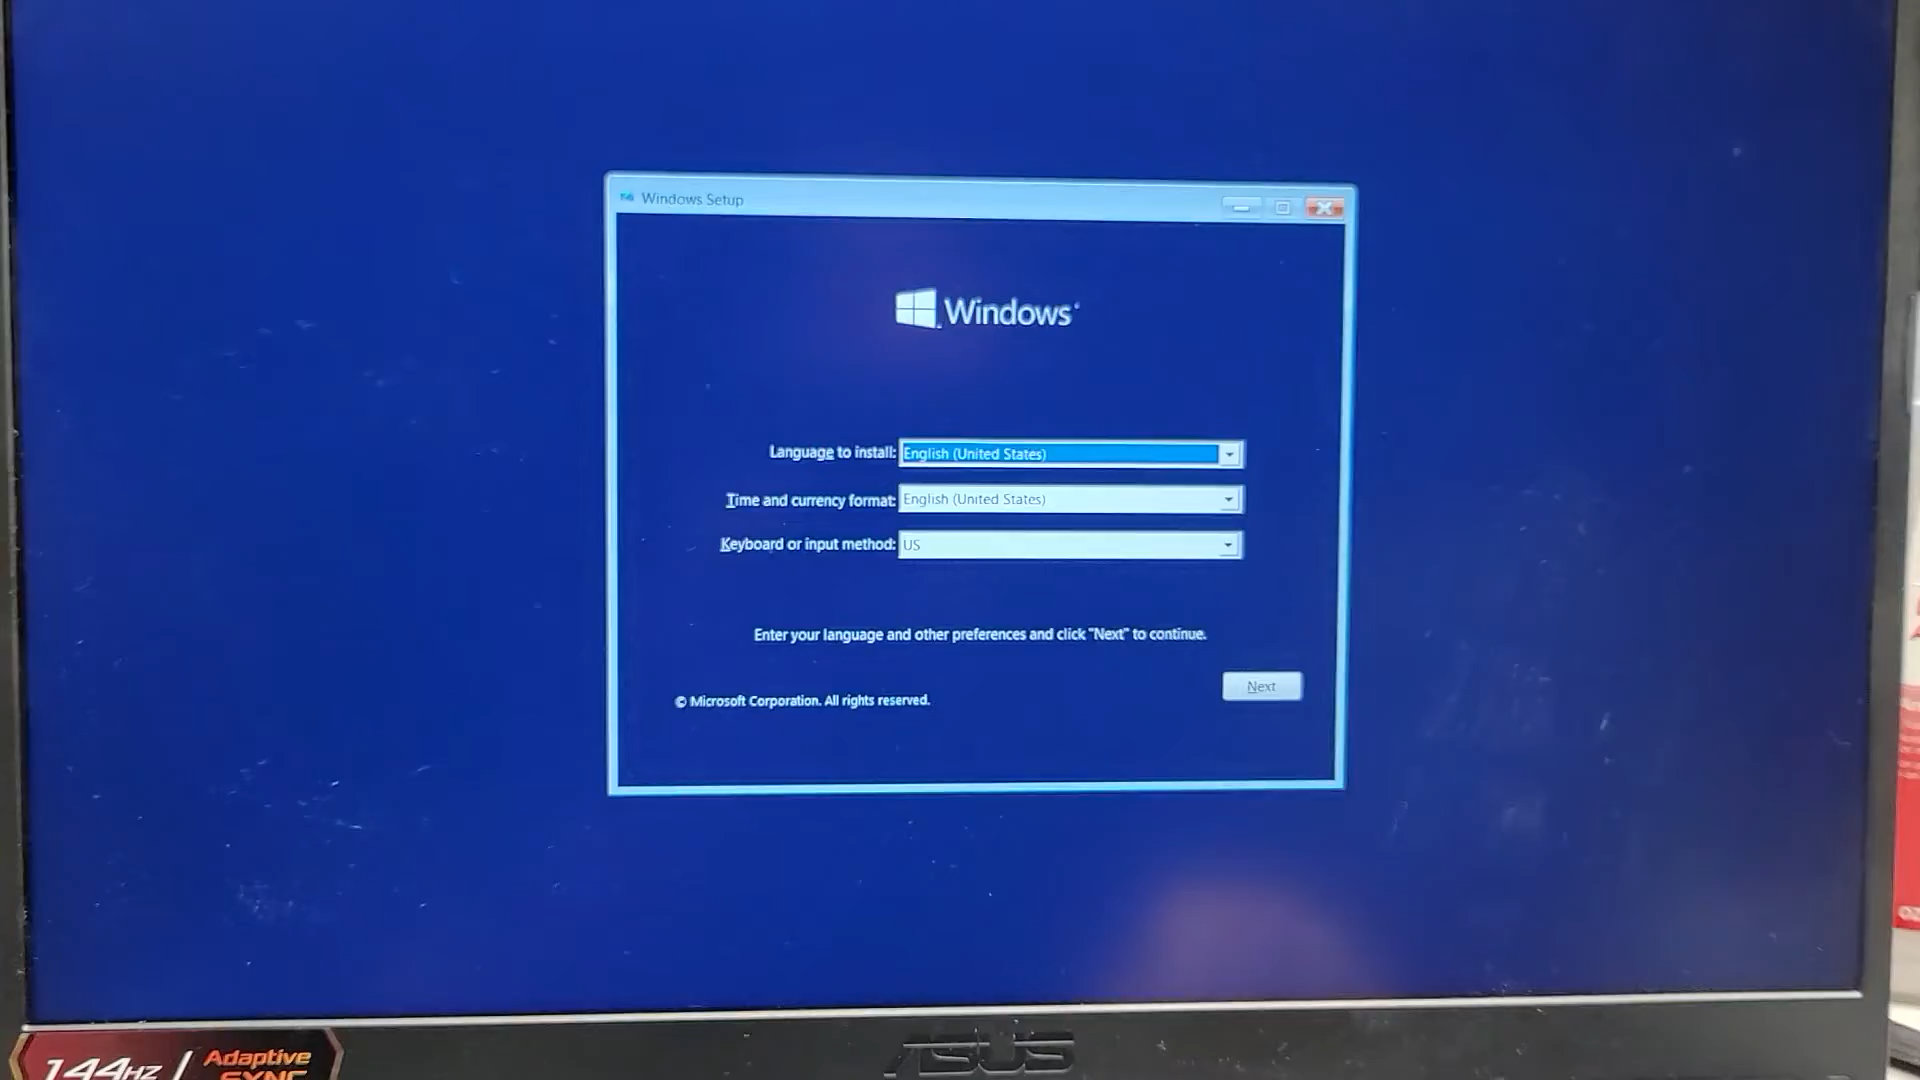 Windows Setup
Windows
Language to install: English (United States)
Time and currency format: English (United States)
Keyboard or input method: US
Enter your language and other preferences and click "Next" to continue.
Next
© Microsoft Corporation. All rights reserved.
ASUS
144HZ / Adaptive
SYNC